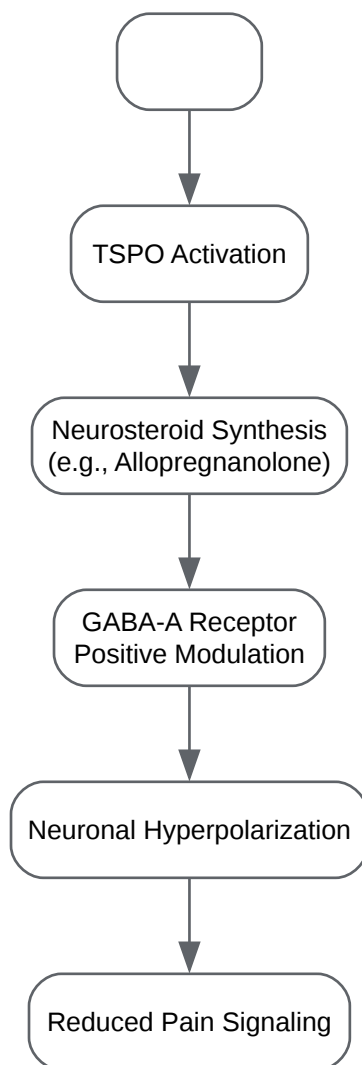 TSPO Activation
Neurosteroid Synthesis
(e.g., Allopregnanolone)
GABA-A Receptor
Positive Modulation
Neuronal Hyperpolarization
Reduced Pain Signaling